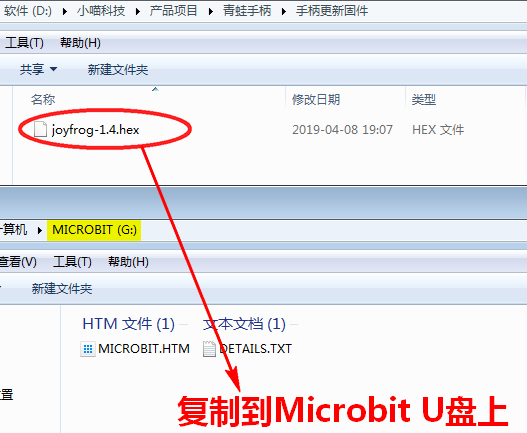 软件 (D:) 小喵科技 产品项目 青蛙手柄 手柄更新固件
工具(T) 帮助(H)
共享 新建文件夹
名称 修改日期 类型
joyfrog-1.4.hex 2019-04-08 19:07 HEX 文件
计算机 MICROBIT (G:)
查看(V) 工具(T) 帮助(H)
新建文件夹
HTM 文件 (1) 文本文档 (1)
MICROBIT.HTM DETAILS.TXT
置
复制到Microbit U盘上